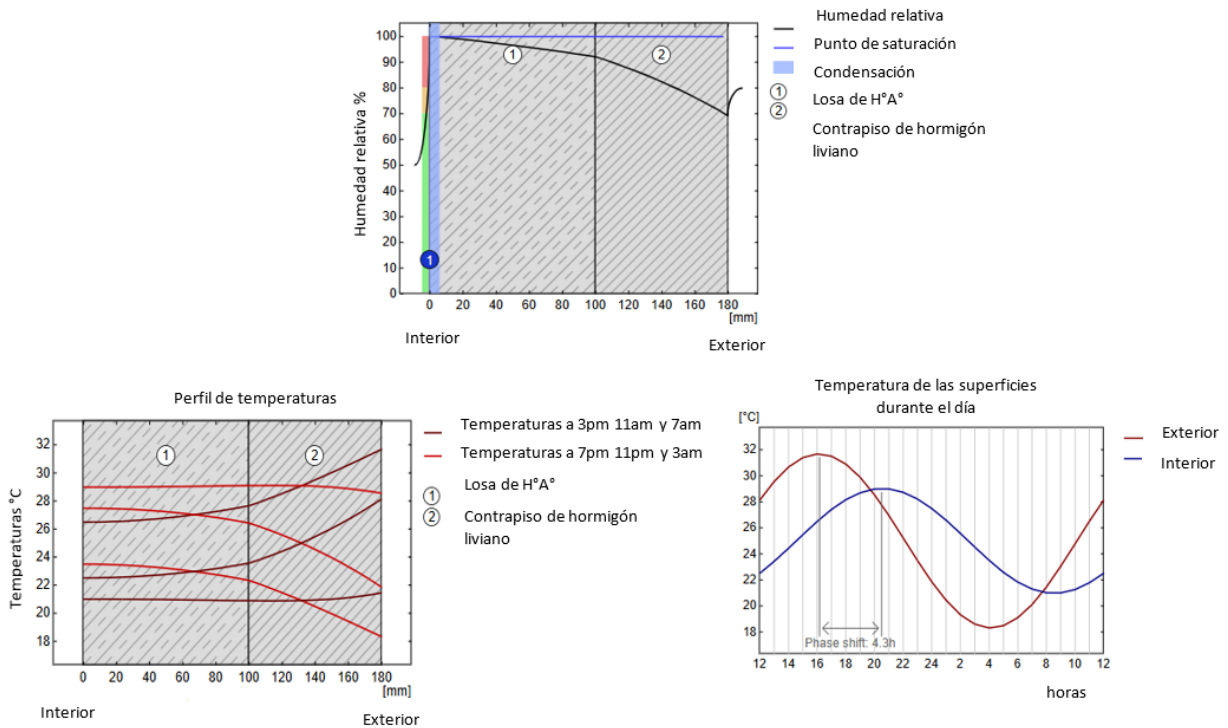 Humedad relativa %
100
90
80
70
60
50
40
30
20
10
0
1
2
1
0 20 40 60 80 100 120 140 160 180
[mm]
Interior
Exterior
Humedad relativa
Punto de saturación
Condensación
1 Losa de H°A°
2
Contrapiso de hormigón
liviano
Perfil de temperaturas
Temperaturas °C
32
30
28
26
24
22
20
18
1
2
0 20 40 60 80 100 120 140 160 180
[mm]
Interior
Exterior
Temperaturas a 3pm 11am y 7am
Temperaturas a 7pm 11pm y 3am
1 Losa de H°A°
2 Contrapiso de hormigón
liviano
Temperatura de las superficies
durante el día
[°C]
32
30
28
26
24
22
20
18
Phase shift: 4.3h
12 14 16 18 20 22 24 2 4 6 8 10 12
horas
Exterior
Interior